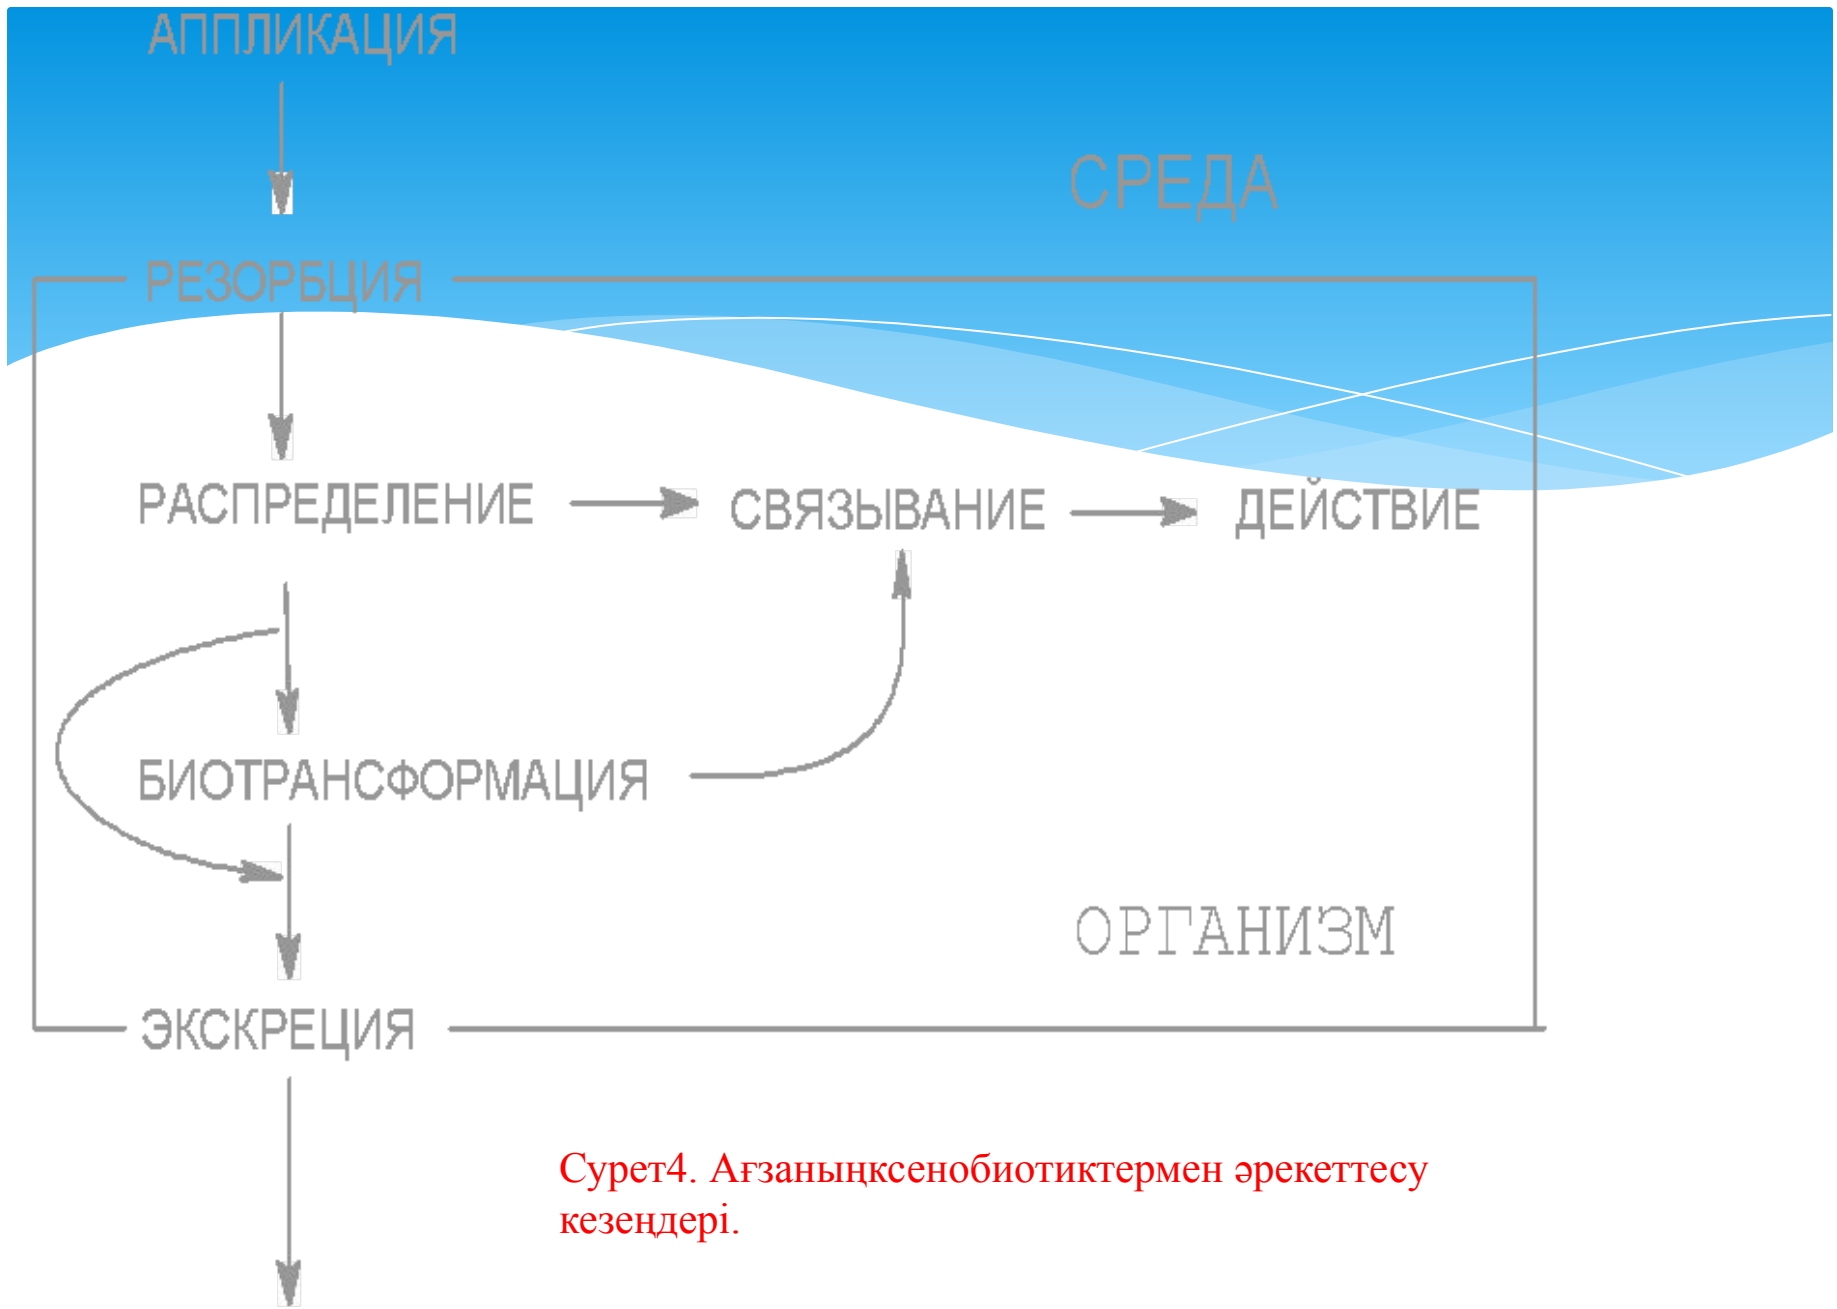 АППЛИКАЦИЯ
СРЕДА
РЕЗОРБЦИЯ
РАСПРЕДЕЛЕНИЕ
СВЯЗЫВАНИЕ
ДЕЙСТВИЕ
БИОТРАНСФОРМАЦИЯ
ОРГАНИЗМ
ЭКСКРЕЦИЯ
Сурет4. Ағзаныңксенобиотиктермен әрекеттесу
кезеңдері.